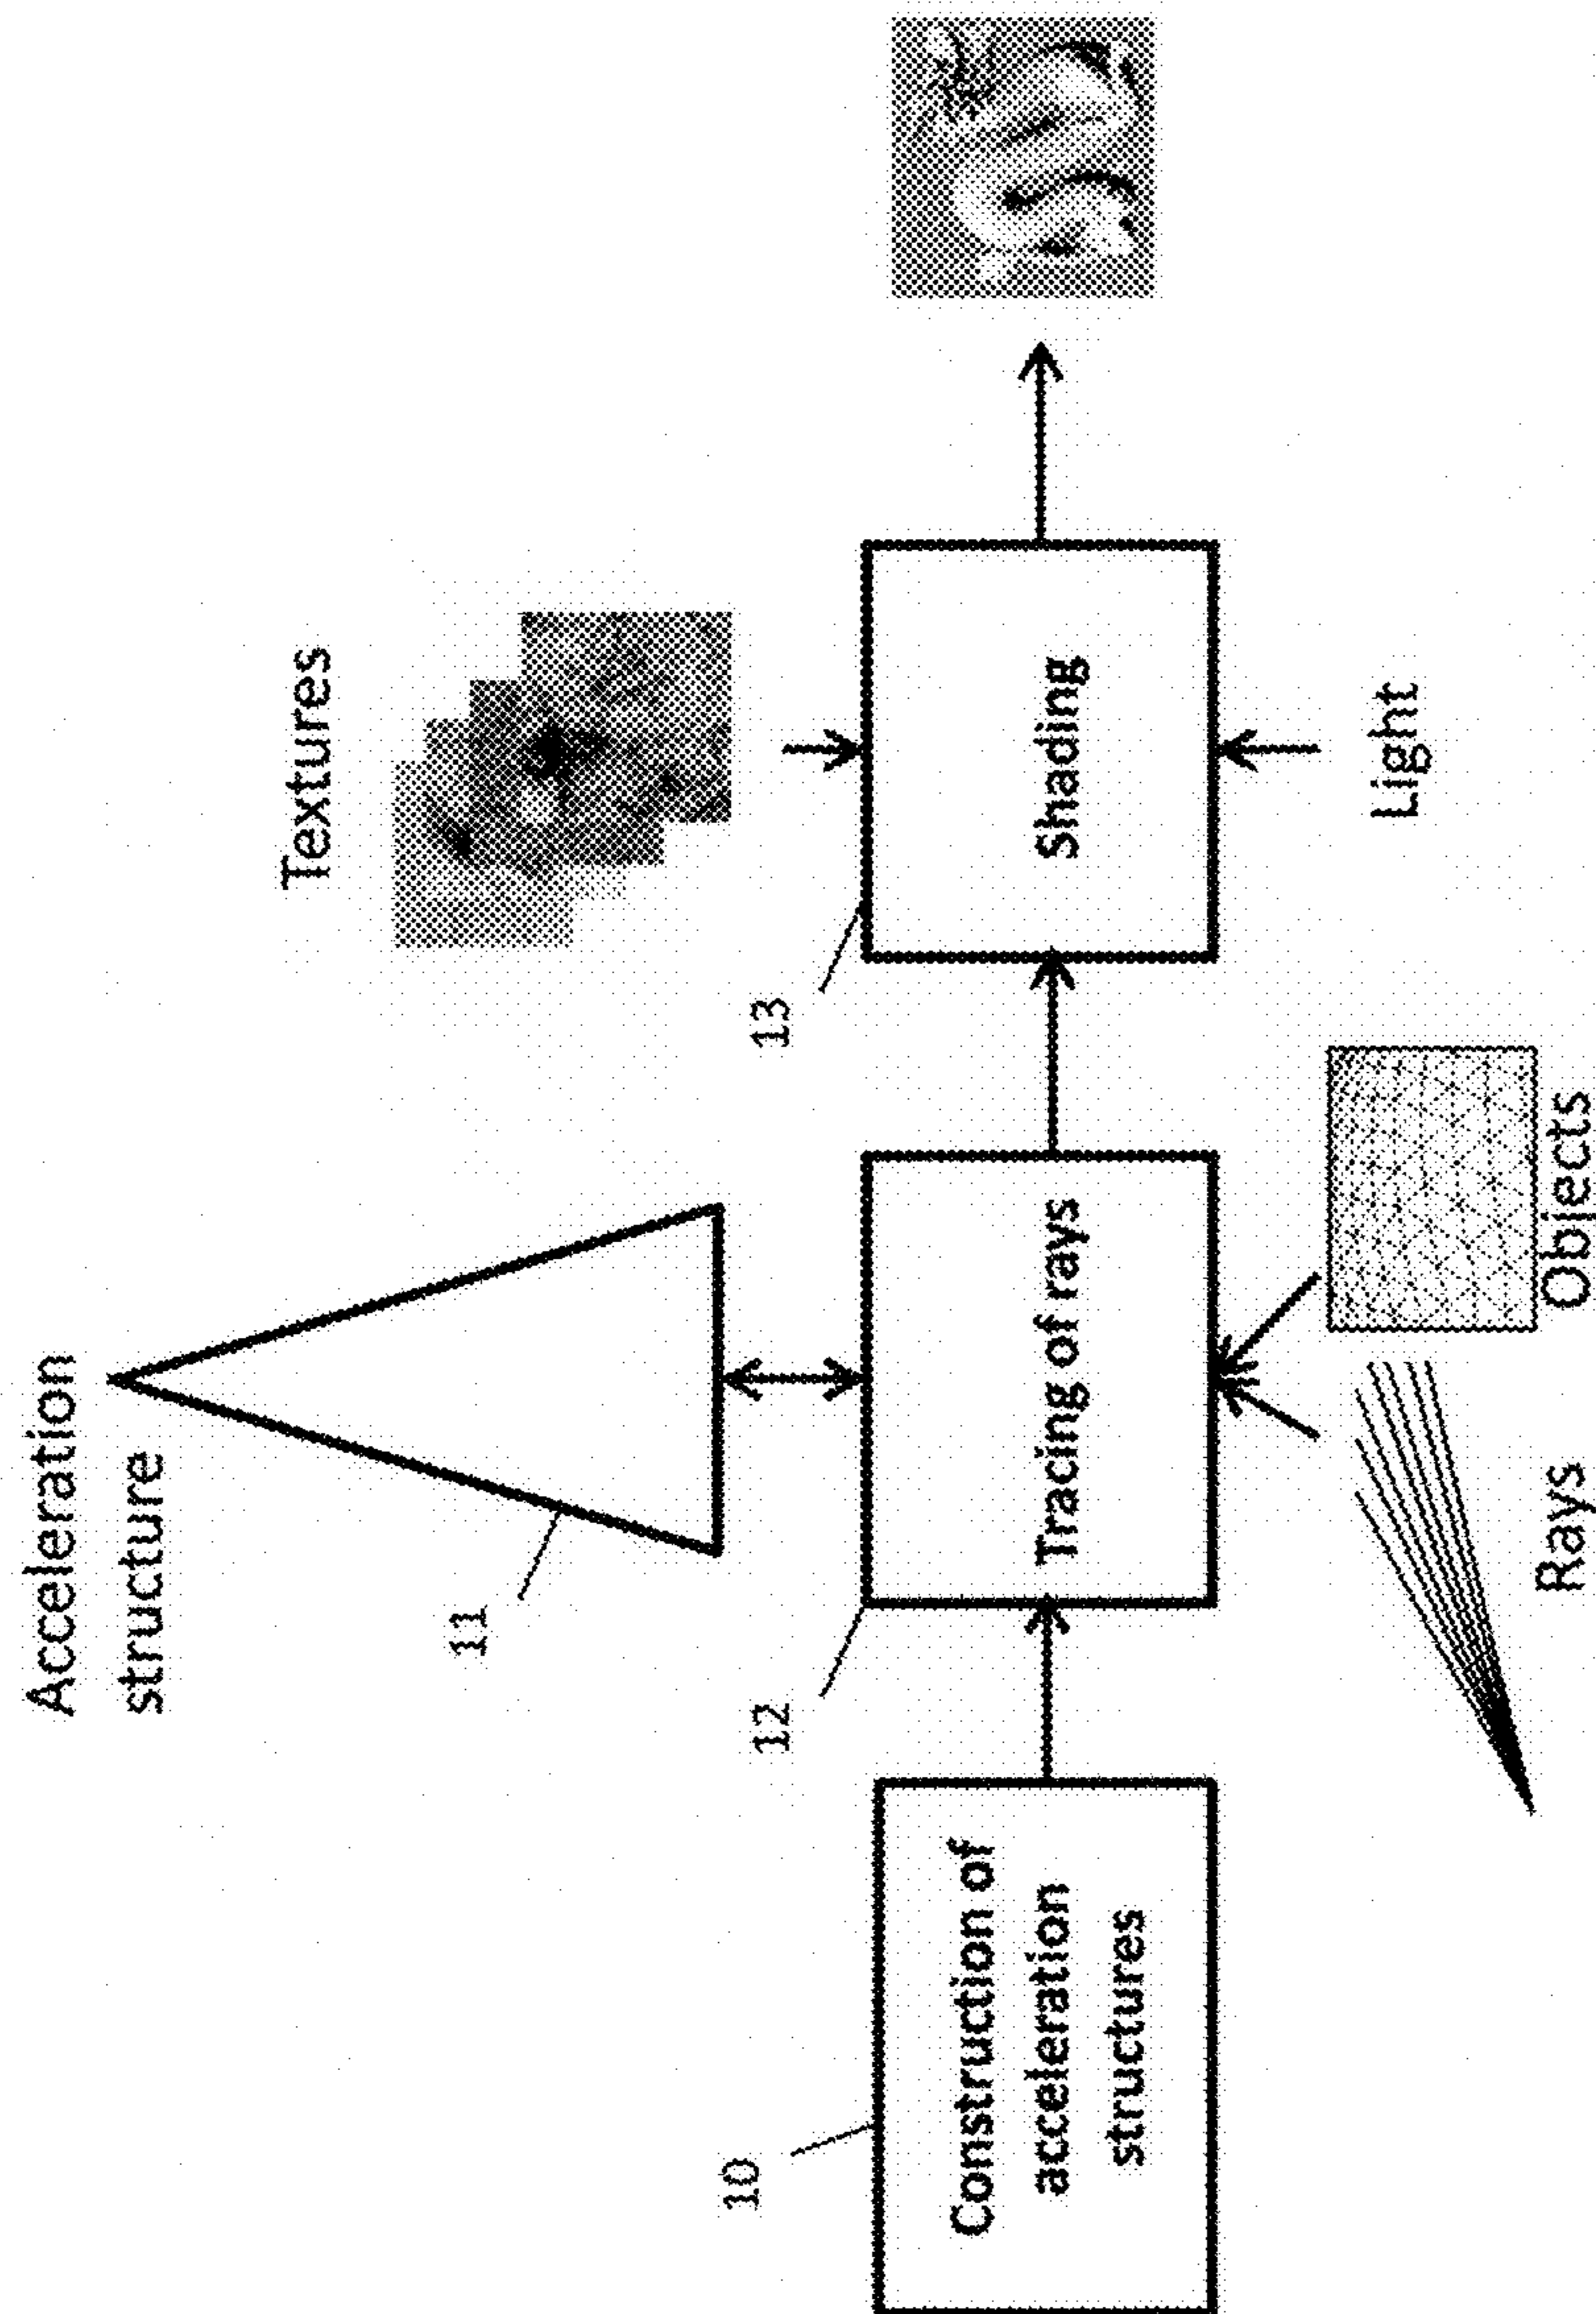 Acceleration
structure
Textures
11
10
12
13
Construction of
acceleration
structures
Tracing of rays
Shading
Rays
Objects
Light